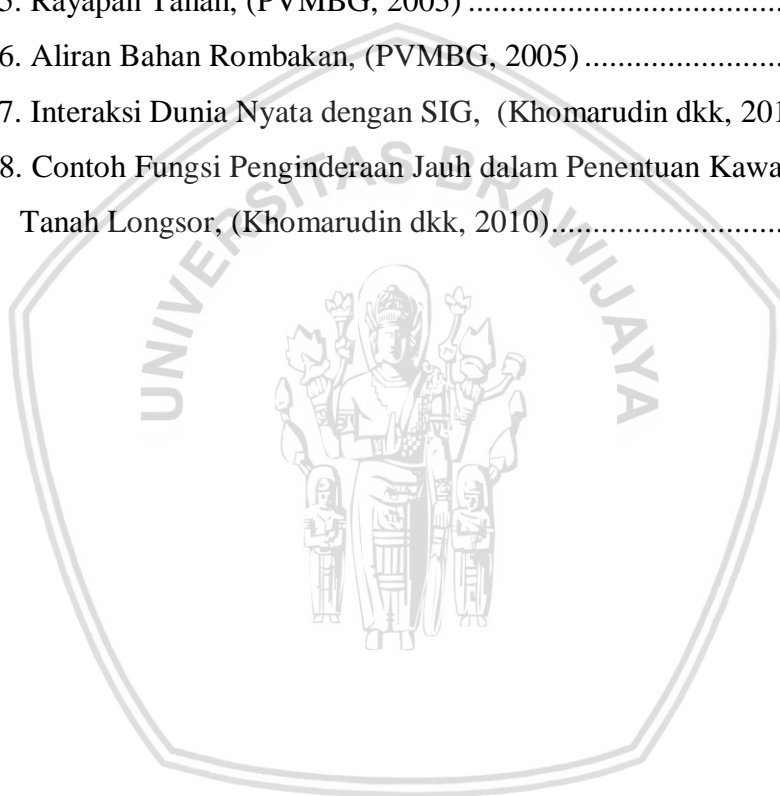 5. Rayapan Tanah, (PVMBG, 2005) ................................
6. Aliran Bahan Rombakan, (PVMBG, 2005) .......................
7. Interaksi Dunia Nyata dengan SIG, (Khomarudin dkk, 201
8. Contoh Fungsi Penginderaan Jauh dalam Penentuan Kawa
Tanah Longsor, (Khomarudin dkk, 2010)..........................
UNIVERSITAS BRAWIJAYA